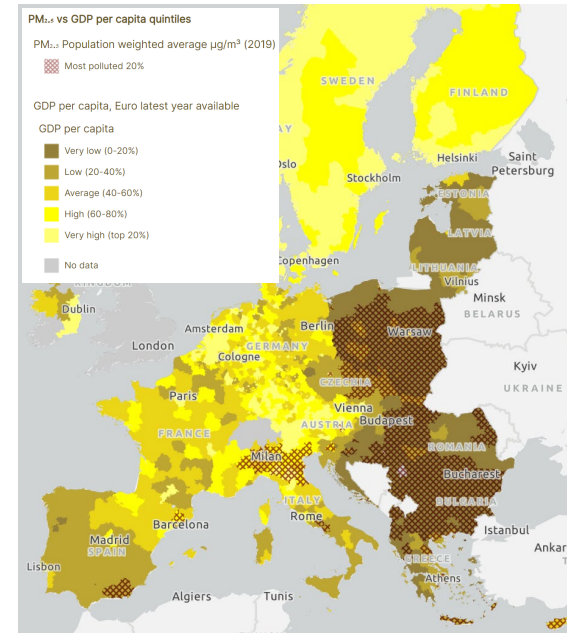 PM₂.₅ vs GDP per capita quintiles
PM₂.₅ Population weighted average µg/m³ (2019)
Most polluted 20%
GDP per capita, Euro latest year available
GDP per capita
Very low (0-20%)
Low (20-40%)
Average (40-60%)
High (60-80%)
Very high (top 20%)
No data
SWEDEN
FINLAND
AY
Oslo
Helsinki
Saint
Petersburg
Stockholm
ESTONIA
LATVIA
LITHUANIA
Copenhagen
Vilnius
KINGDOM
Minsk
BELARUS
Dublin
Amsterdam
Berlin
Warsaw
London
GERMANY
Cologne
Kyiv
CZECHIA
UKRAINE
Paris
Vienna
Budapest
FRANCE
AUSTRIA
ROMANIA
Milan
Bucharest
ITALY
BULGARIA
Rome
Barcelona
Istanbul
Madrid
SPAIN
Ankar
GREECE
T
Lisbon
Athens
Algiers
Tunis